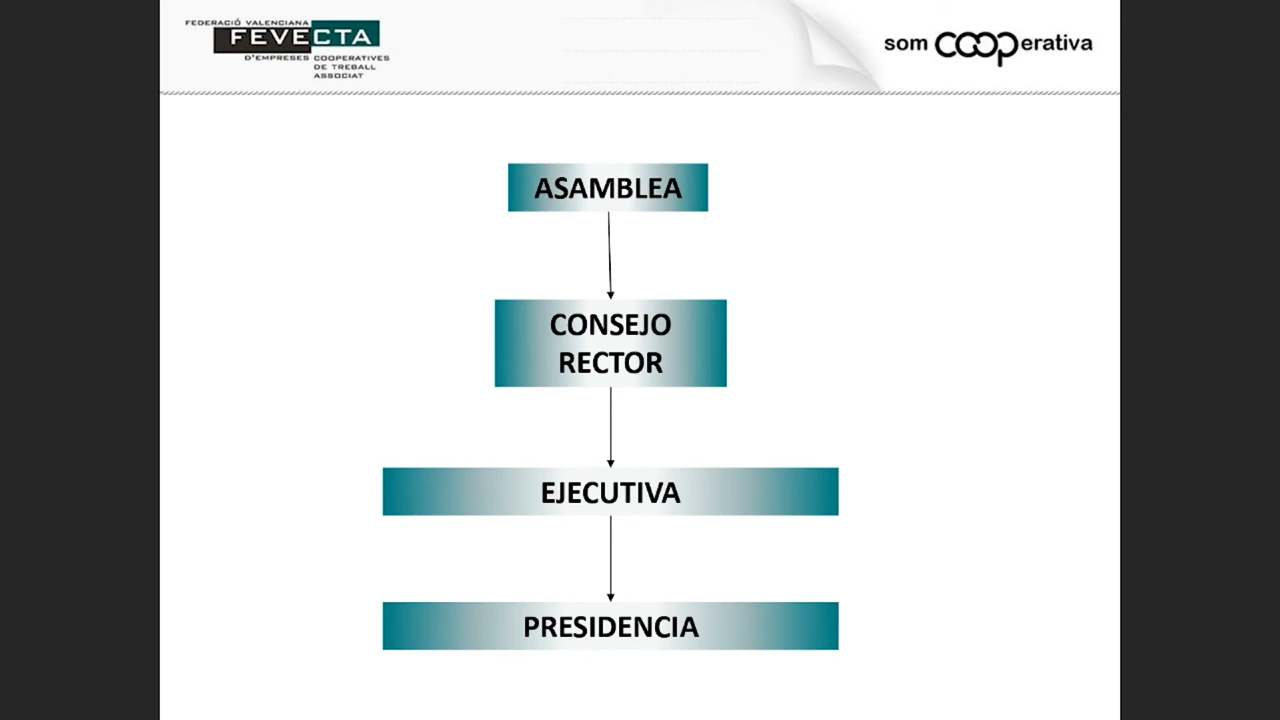 FEDERACIÓ VALENCIANA
FEVECTA
D'EMPRESES COOPERATIVES
DE TREBALL
ASSOCIAT
som COOPerativa
ASAMBLEA
CONSEJO
RECTOR
EJECUTIVA
PRESIDENCIA